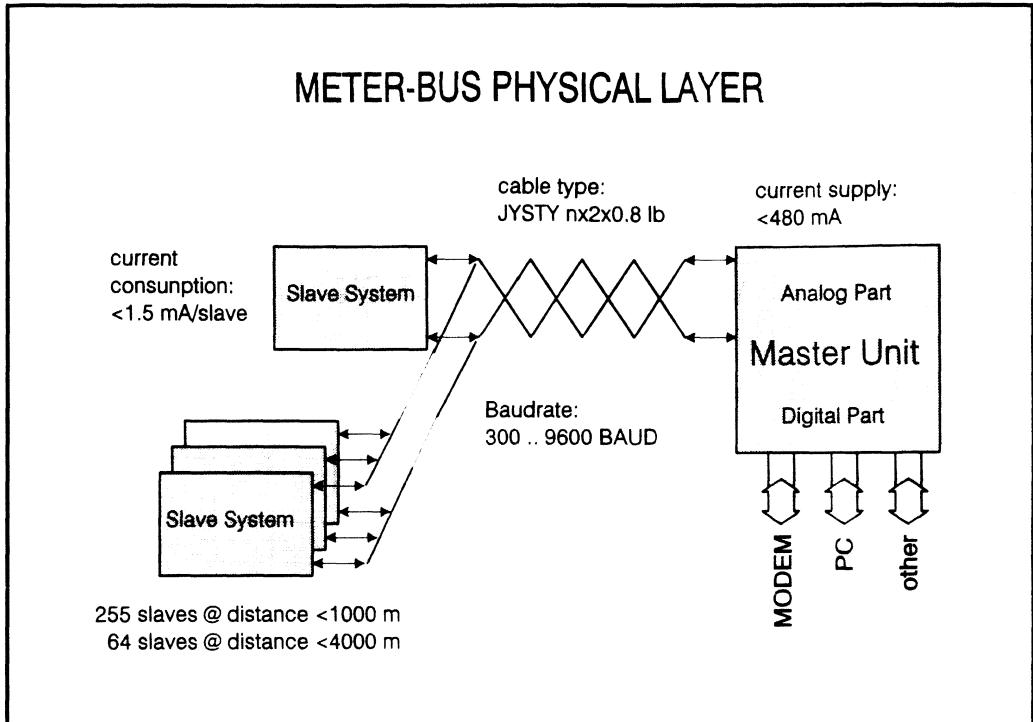 METER-BUS PHYSICAL LAYER
cable type:
JYSTY nx2x0.8 lb
current supply:
<480 mA
current
consunption:
<1.5 mA/slave
Slave System
Analog Part
Master Unit
Digital Part
Baudrate:
300 .. 9600 BAUD
Slave System
MODEM
PC
other
255 slaves @ distance <1000 m
64 slaves @ distance <4000 m